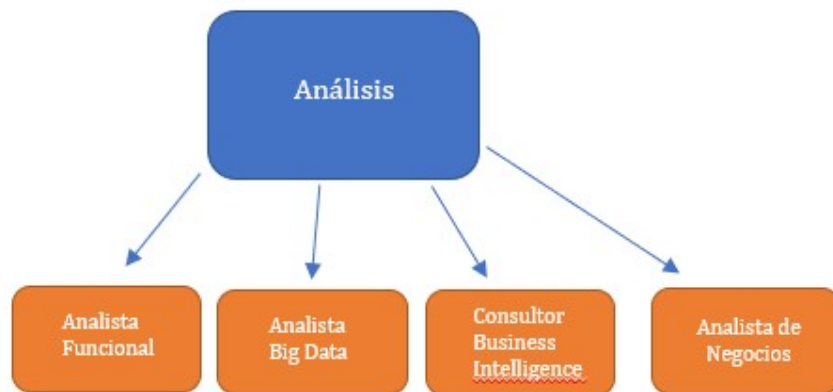 Análisis
Analista
Funcional
Analista
Big Data
Consultor
Business
Intelligence
Analista de
Negocios